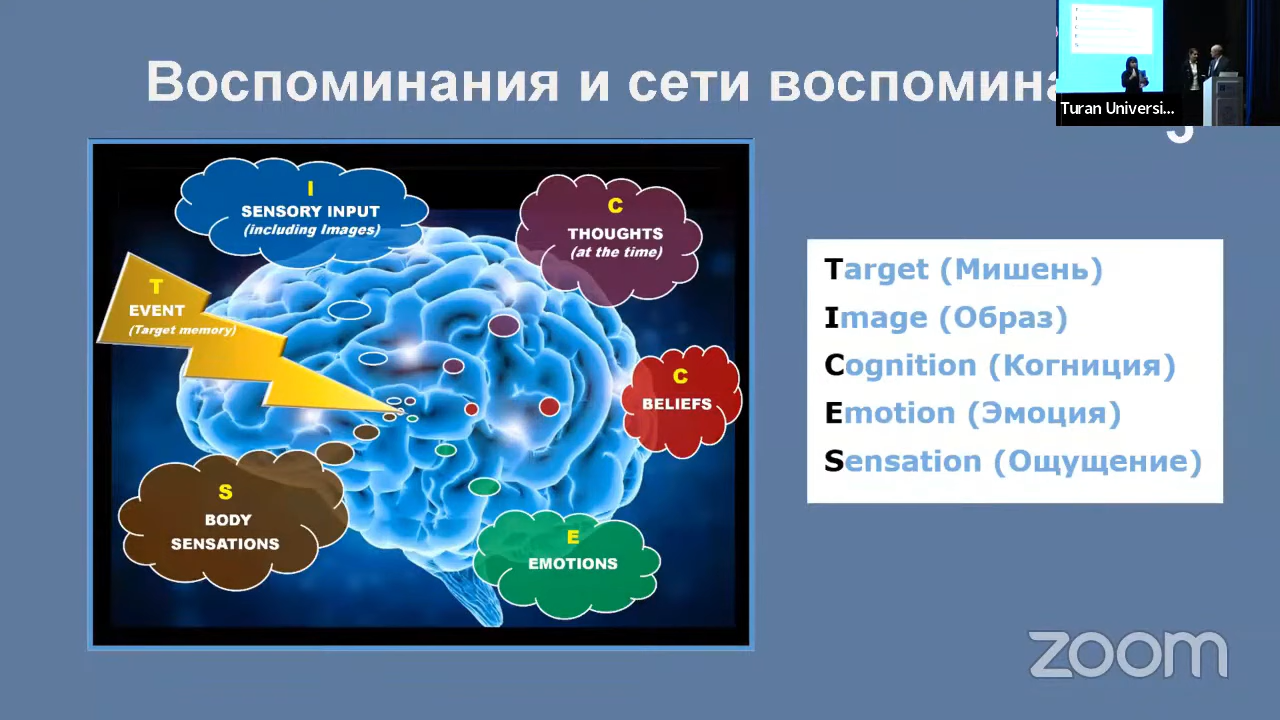 Воспоминания и сети воспомина
Turan Universi...
I
SENSORY INPUT
(including Images)
C
THOUGHTS
(at the time)
T
EVENT
(Target memory)
C
BELIEFS
S
BODY
SENSATIONS
E
EMOTIONS
Target (Мишень)
Image (Образ)
Cognition (Когниция)
Emotion (Эмоция)
Sensation (Ощущение)
zoom